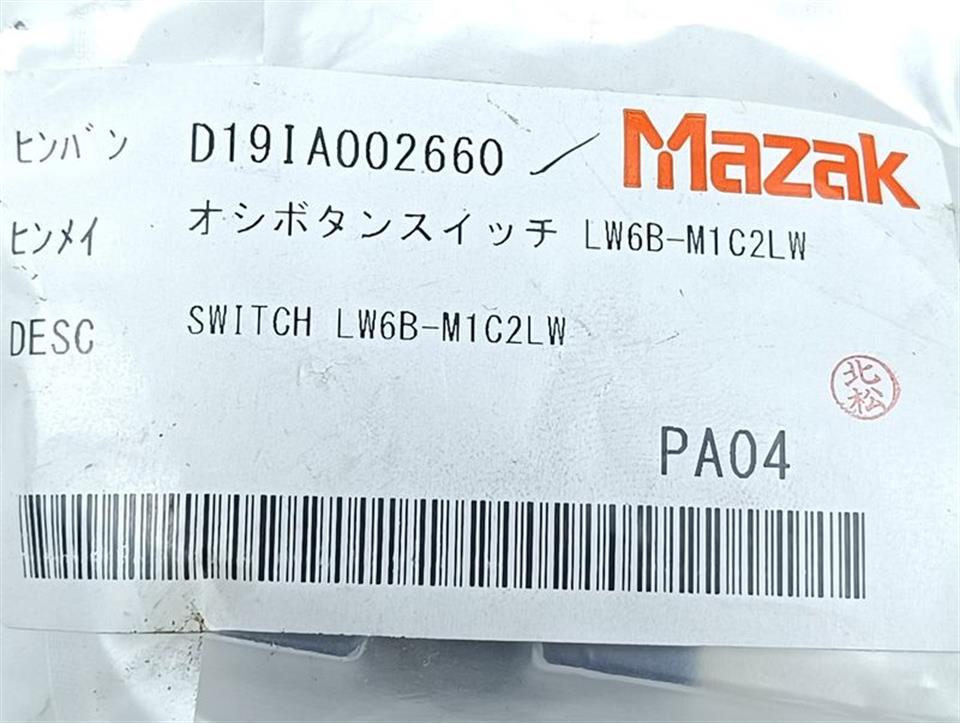 ﾋﾝﾊﾞﾝ D19IA002660 / Mazak
ﾋﾝﾒｲ オシボタンスイッチ LW6B-M1C2LW
DESC SWITCH LW6B-M1C2LW
北松
PA04